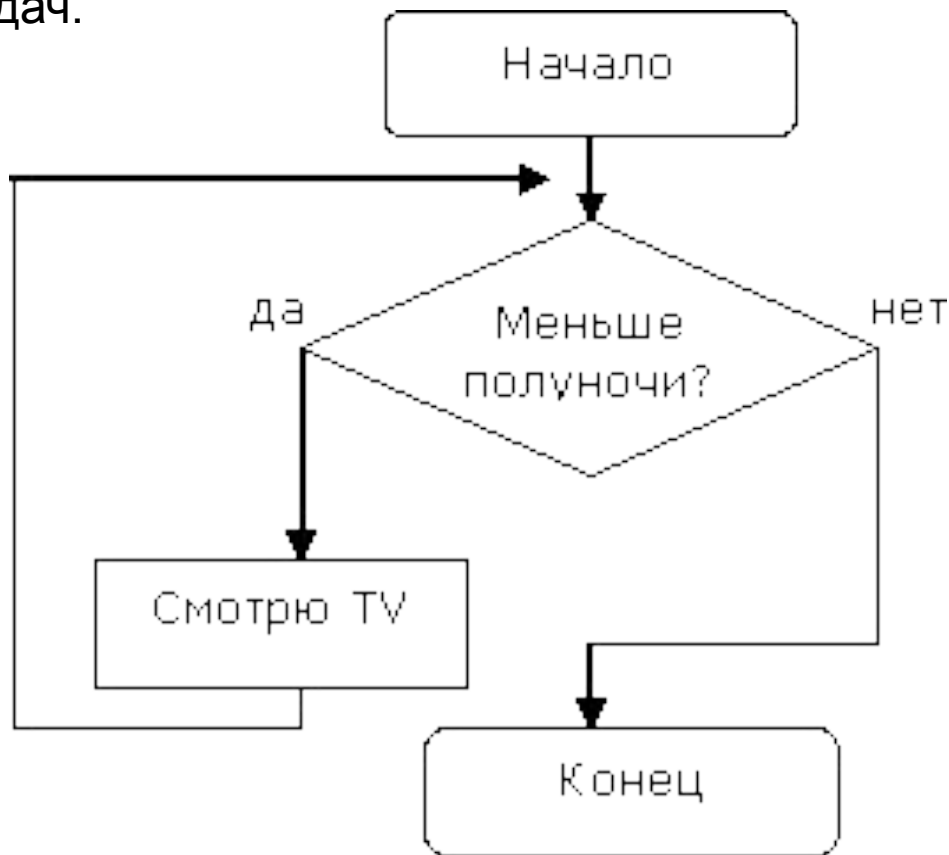 дач.
Начало
да
нет
Меньше
полуночи?
Смотрю TV
Конец